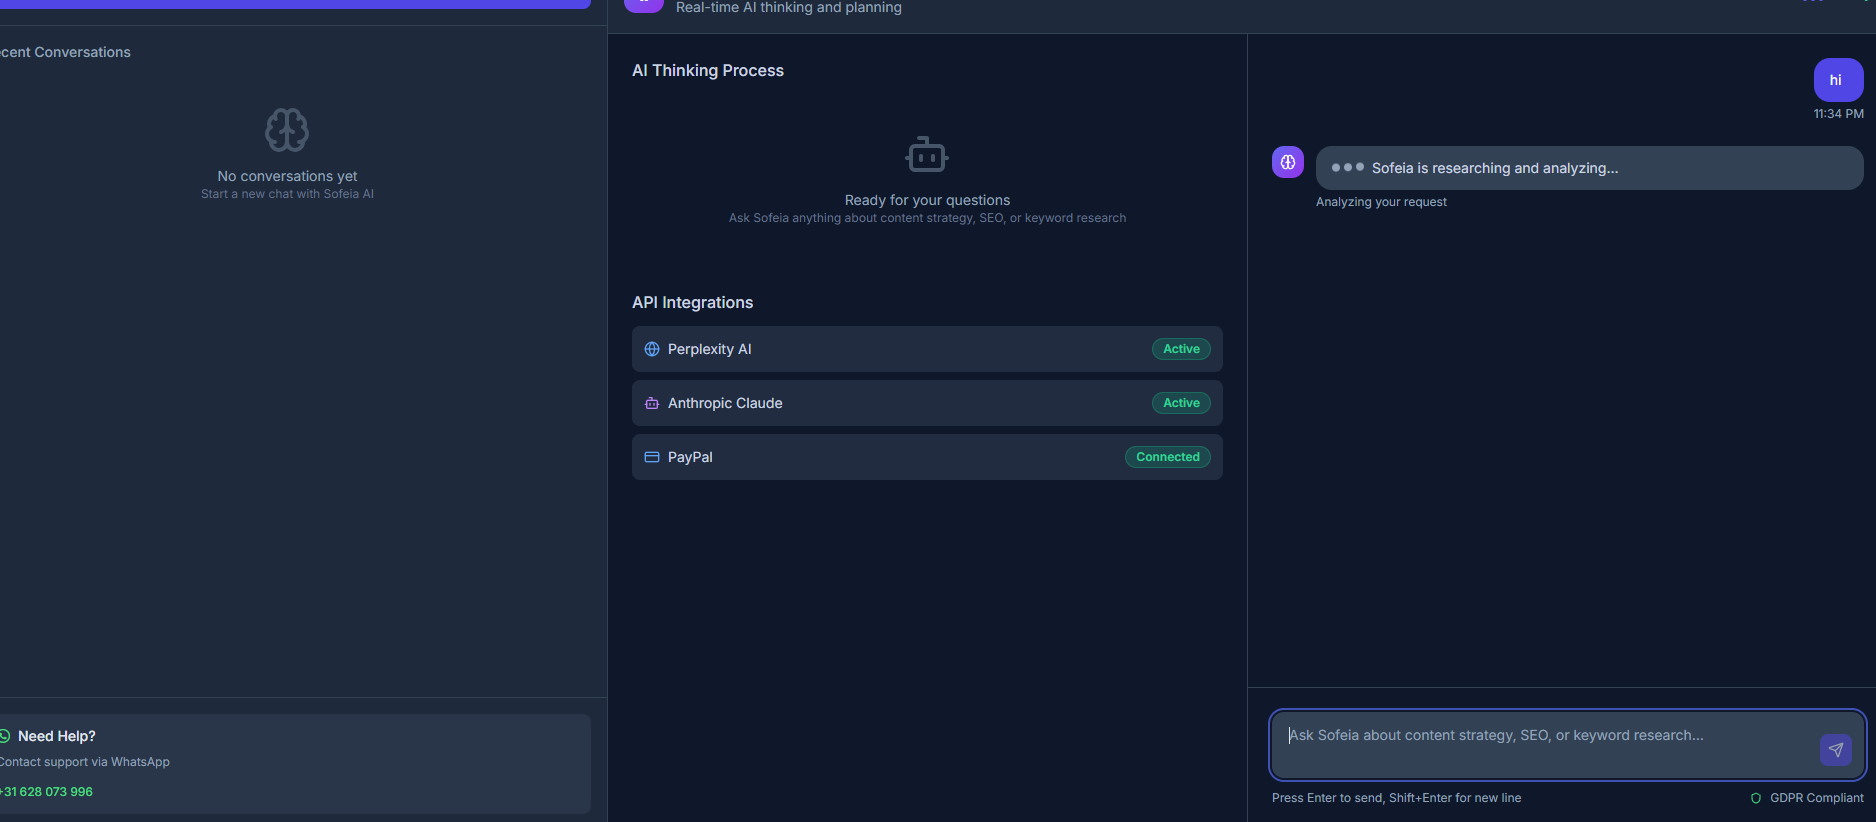 Recent Conversations
No conversations yet
Start a new chat with Sofeia AI
Need Help?
Contact support via WhatsApp
+31 628 073 996
Real-time AI thinking and planning
AI Thinking Process
Ready for your questions
Ask Sofeia anything about content strategy, SEO, or keyword research
API Integrations
Perplexity AI
Active
Anthropic Claude
Active
PayPal
Connected
hi
11:34 PM
Sofeia is researching and analyzing...
Analyzing your request
Ask Sofeia about content strategy, SEO, or keyword research...
Press Enter to send, Shift+Enter for new line
GDPR Compliant